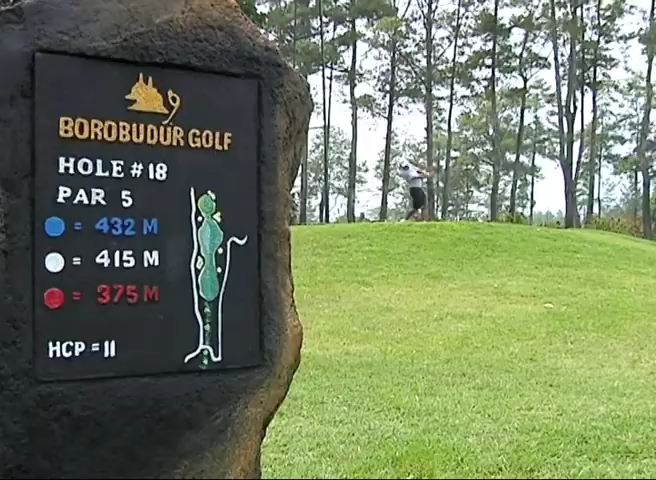 BOROBUDUR GOLF
HOLE #18
PAR 5
= 432 M
= 415 M
= 375 M
HCP = 11